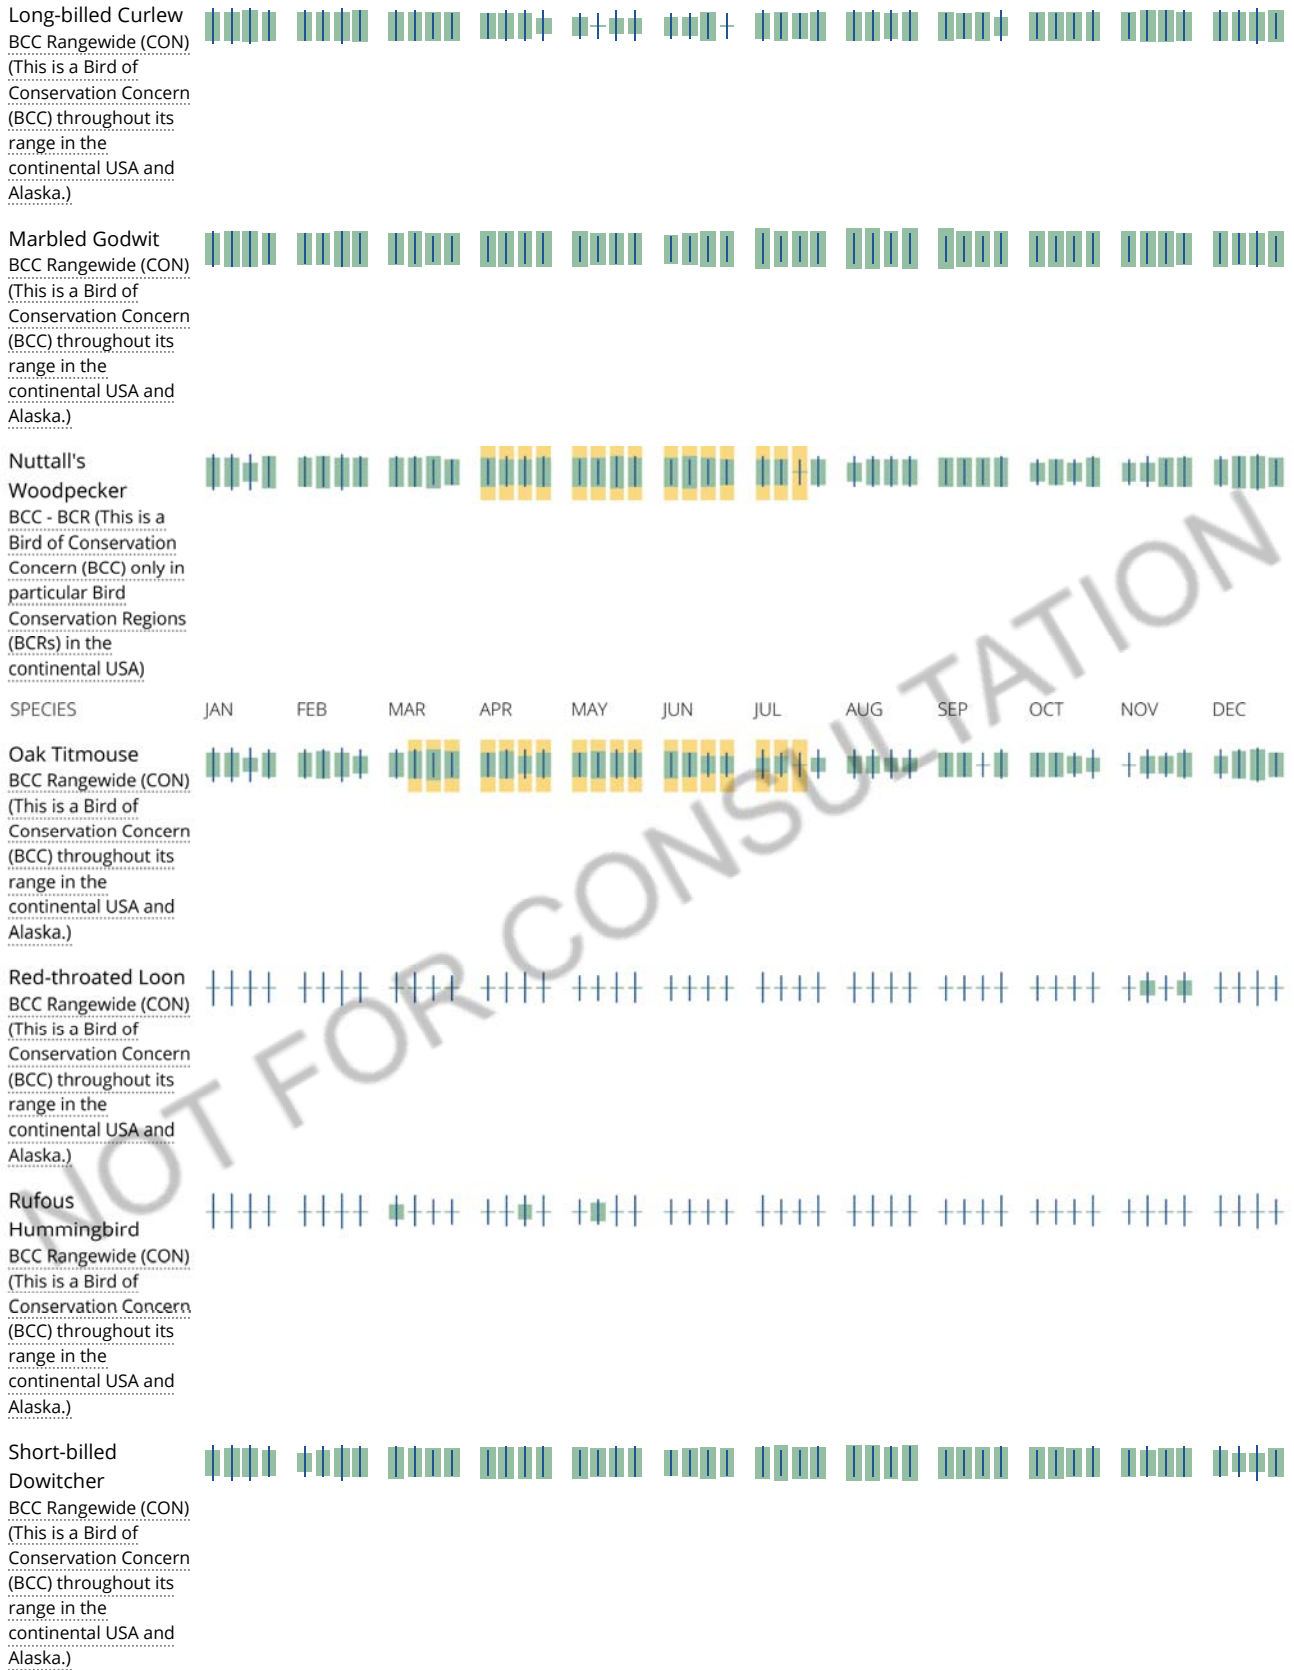 Long-billed Curlew
BCC Rangewide (CON)
(This is a Bird of
Conservation Concern
(BCC) throughout its
range in the
continental USA and
Alaska.)
Marbled Godwit
BCC Rangewide (CON)
(This is a Bird of
Conservation Concern
(BCC) throughout its
range in the
continental USA and
Alaska.)
Nuttall's
Woodpecker
BCC - BCR (This is a
Bird of Conservation
Concern (BCC) only in
particular Bird
Conservation Regions
(BCRs) in the
continental USA)
SPECIES JAN FEB MAR APR MAY JUN JUL AUG SEP OCT NOV DEC
Oak Titmouse
BCC Rangewide (CON)
(This is a Bird of
Conservation Concern
(BCC) throughout its
range in the
continental USA and
Alaska.)
Red-throated Loon
BCC Rangewide (CON)
(This is a Bird of
Conservation Concern
(BCC) throughout its
range in the
continental USA and
Alaska.)
Rufous
Hummingbird
BCC Rangewide (CON)
(This is a Bird of
Conservation Concern
(BCC) throughout its
range in the
continental USA and
Alaska.)
Short-billed
Dowitcher
BCC Rangewide (CON)
(This is a Bird of
Conservation Concern
(BCC) throughout its
range in the
continental USA and
Alaska.)
NOT FOR CONSULTATION